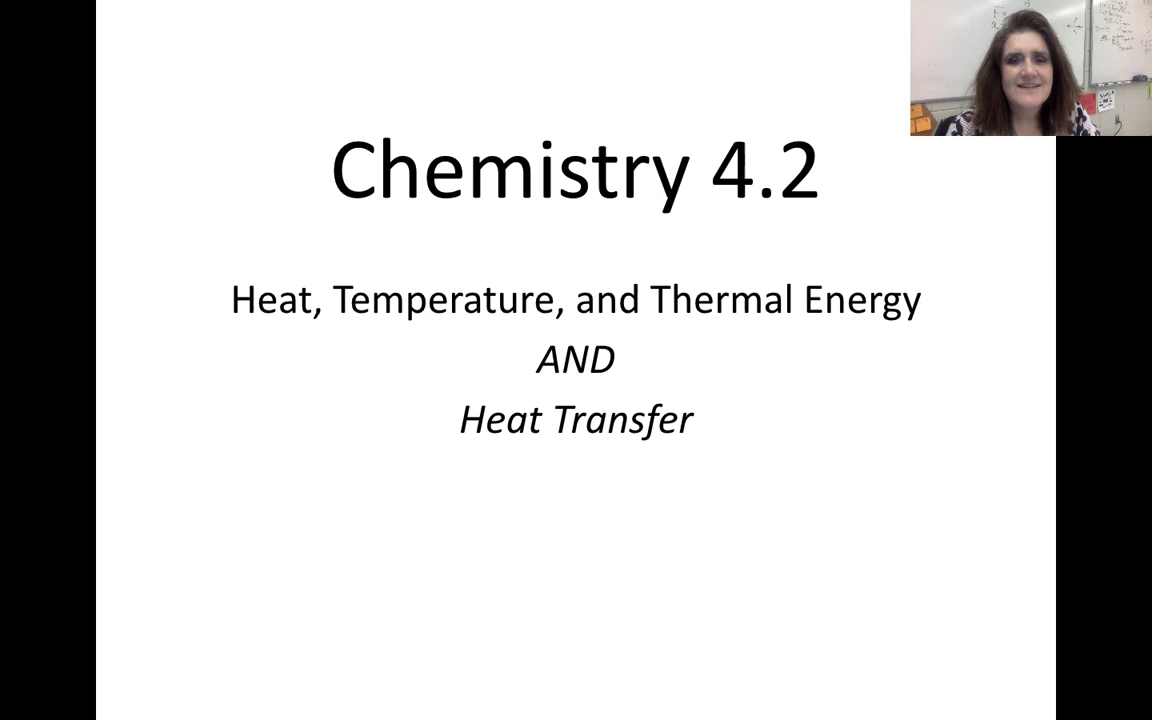 Chemistry 4.2
Heat, Temperature, and Thermal Energy
AND
Heat Transfer